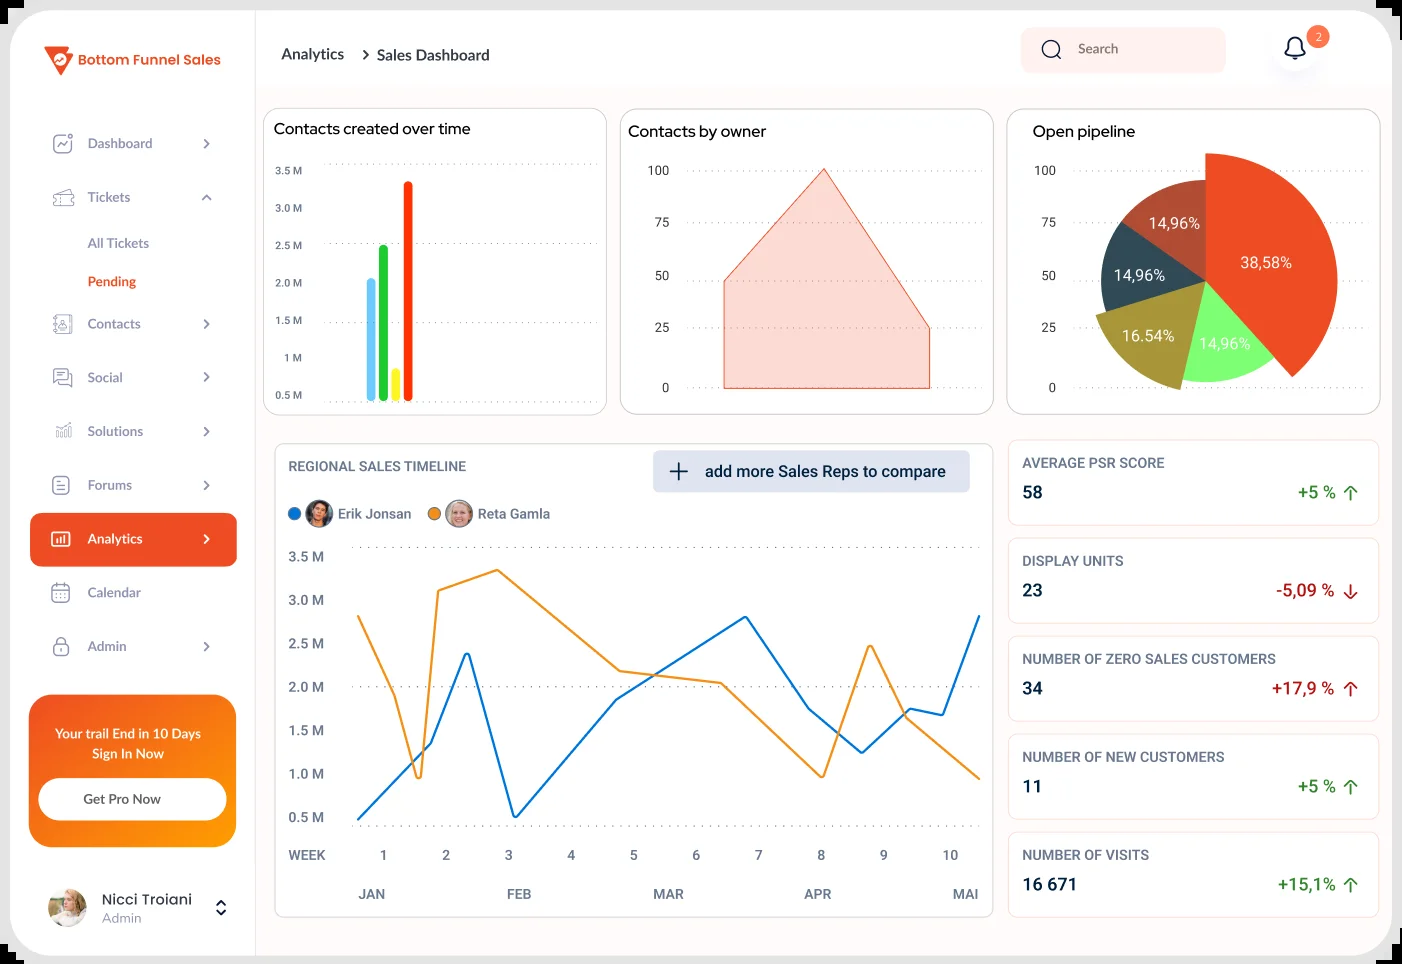 Bottom Funnel Sales
Analytics
Sales Dashboard
Search
2
Dashboard
Tickets
All Tickets
Pending
Contacts
Social
Solutions
Forums
Analytics
Calendar
Admin
Your trail End in 10 Days
Sign In Now
Get Pro Now
Nicci Troiani
Admin
Contacts created over time
3.5 M
3.0 M
2.5 M
2.0 M
1.5 M
1 M
0.5 M
Contacts by owner
100
75
50
25
0
Open pipeline
100
75
50
25
0
14,96%
38,58%
14,96%
16.54%
14,96%
REGIONAL SALES TIMELINE
add more Sales Reps to compare
Erik Jonsan
Reta Gamla
3.5 M
3.0 M
2.5 M
2.0 M
1.5 M
1.0 M
0.5 M
WEEK 1 2 3 4 5 6 7 8 9 10
JAN FEB MAR APR MAI
AVERAGE PSR SCORE
58 +5 %
DISPLAY UNITS
23 -5,09 %
NUMBER OF ZERO SALES CUSTOMERS
34 +17,9 %
NUMBER OF NEW CUSTOMERS
11 +5 %
NUMBER OF VISITS
16 671 +15,1%